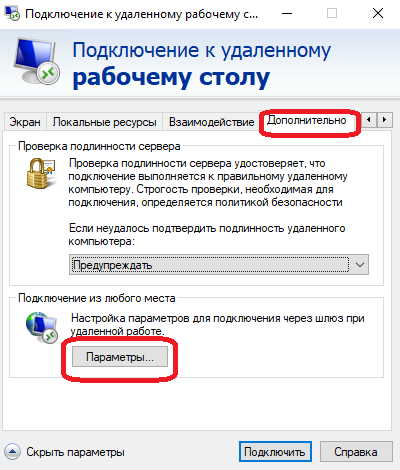 Подключение к удаленному рабочему с...
Подключение к удаленному
рабочему столу
Экран Локальные ресурсы Взаимодействие Дополнительно
Проверка подлинности сервера
Проверка подлинности сервера удостоверяет, что
подключение выполняется к правильному удаленному
компьютеру. Строгость проверки, необходимая для
подключения, определяется политикой безопасности
Если неудалось подтвердить подлинность удаленного
компьютера:
Предупреждать
Подключение из любого места
Настройка параметров для подключения через шлюз при
удаленной работе.
Параметры...
Скрыть параметры Подключить Справка